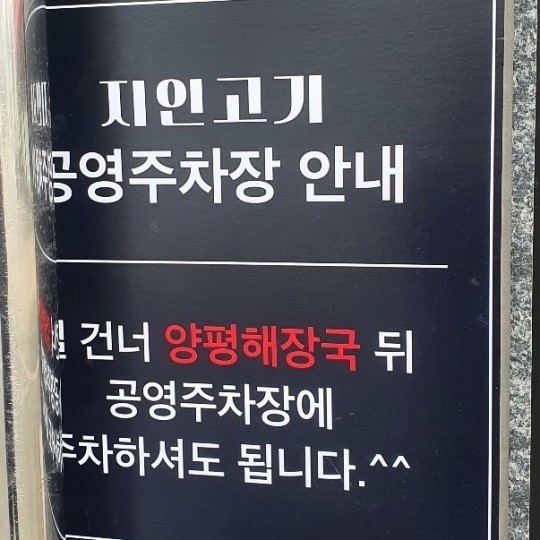 지인고기
공영주차장 안내
건너 양평해장국 뒤
공영주차장에
주차하셔도 됩니다.^^